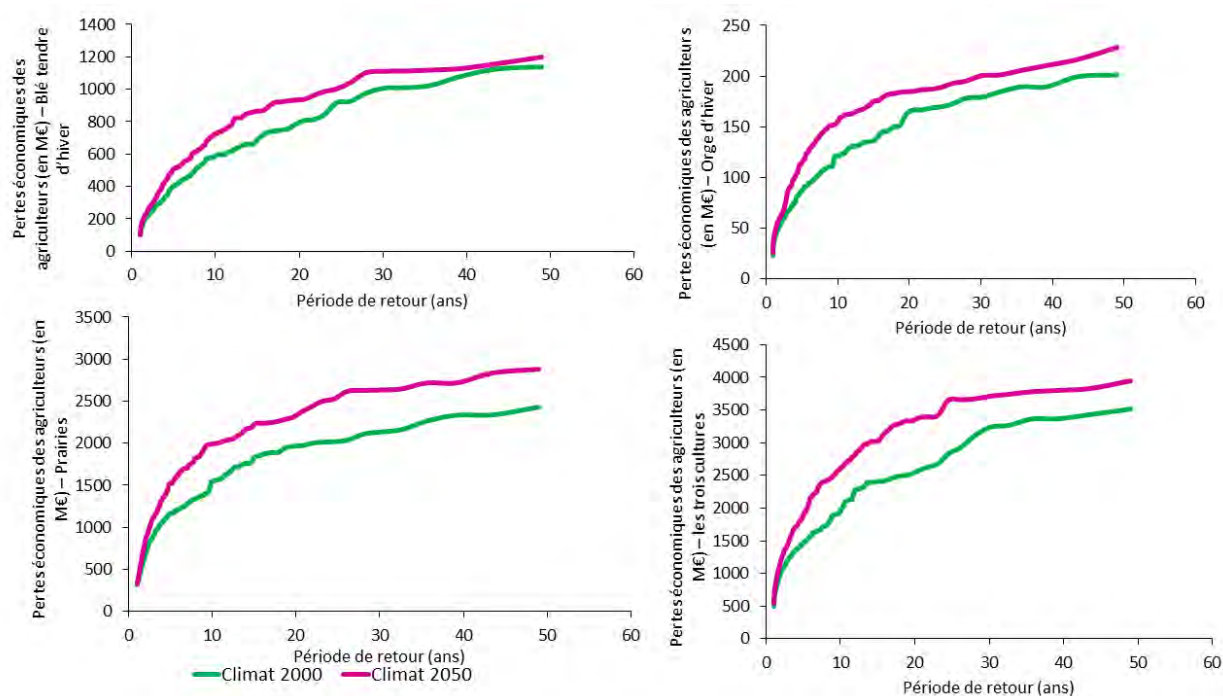 Pertes économiques des
agriculteurs (en M€) – Blé tendre
d'hiver
1400
1200
1000
800
600
400
200
0
0 10 20 30 40 50 60
Période de retour (ans)
Pertes économiques des agriculteurs
(en M€) – Orge d'hiver
250
200
150
100
50
0
0 10 20 30 40 50 60
Période de retour (ans)
Pertes économiques des agriculteurs (en
M€) – Prairies
3500
3000
2500
2000
1500
1000
500
0
0 10 20 30 40 50 60
Période de retour (ans)
Pertes économiques des agriculteurs (en
M€) – les trois cultures
4500
4000
3500
3000
2500
2000
1500
1000
500
0
0 10 20 30 40 50 60
Période de retour (ans)
Climat 2000 Climat 2050